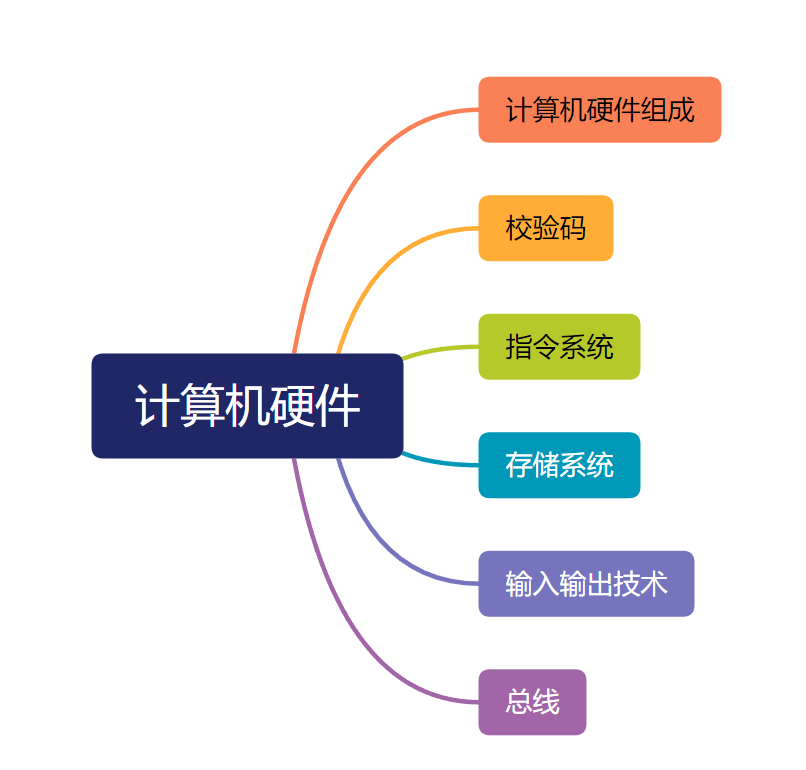 计算机硬件组成
校验码
指令系统
计算机硬件
存储系统
输入输出技术
总线